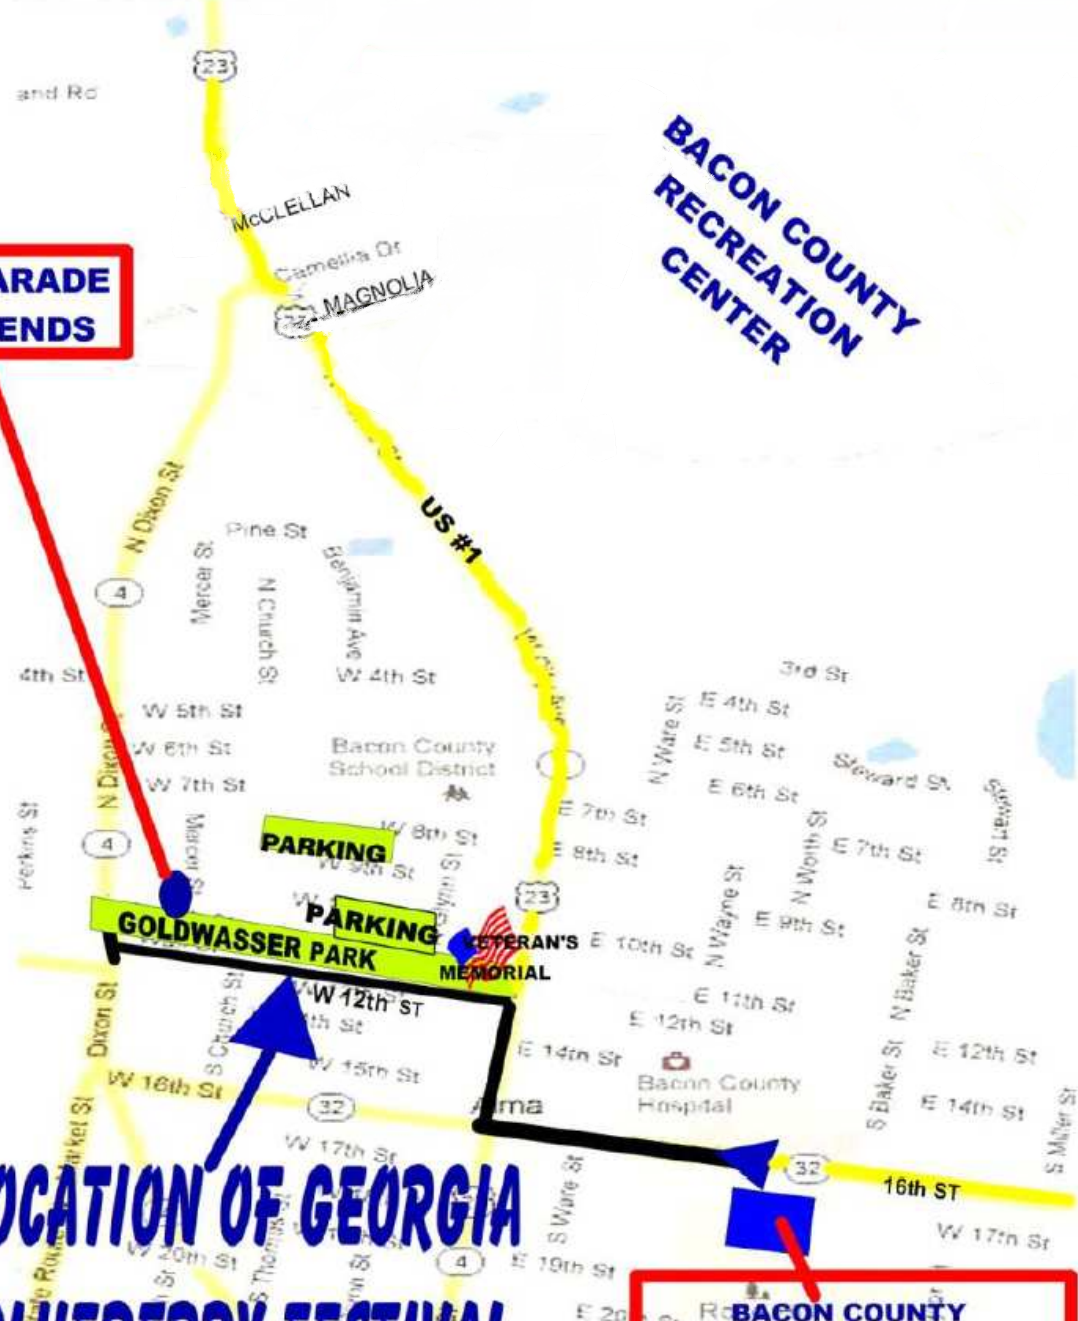 23
and Rd
BACON COUNTY
RECREATION
CENTER
McCLELLAN
Camellia Dr
MAGNOLIA
ARADE
ENDS
N Dixon St
US #1
Pine St
Mercer St
N Church St
Benjamin Ave
4
4th St
W 4th St
3rd St
E 4th St
N Ware St
W 5th St
W 6th St
E 5th St
Bacon County
School District
W 7th St
Steward St
E 6th St
N Dixon St
Perkins St
Mercer St
E 7th St
N Worth St
E 7th St
W 8th St
4
PARKING
E 8th St
W 9th St
N Wayne St
23
E 8th St
PARKING
E 9th St
GOLDWASSER PARK
VETERAN'S
MEMORIAL
E 10th St
N Baker St
W 12th ST
E 11th St
Dixon St
S Church St
E 12th St
E 14th St
W 15th St
Bacon County
Hospital
S Baker St
E 12th St
W 16th St
32
Alma
E 14th St
S Miller St
W 17th St
32
16th ST
OCATION OF GEORGIA
S Ware St
W 17th St
W 20th St
S Thomas St
4
E 19th St
BACON COUNTY